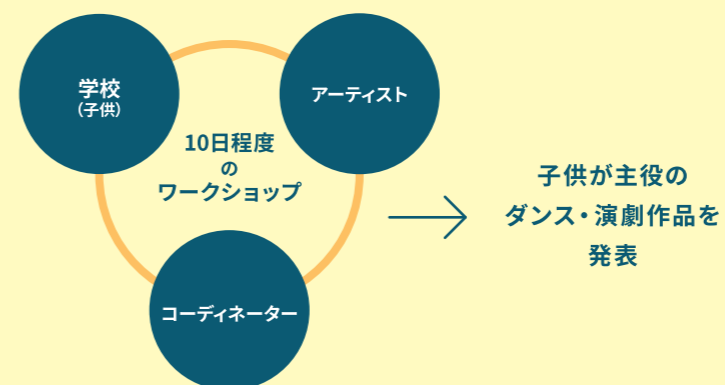 学校
(子供)
アーティスト
10日程度
の
ワークショップ
コーディネーター
子供が主役の
ダンス・演劇作品を
発表